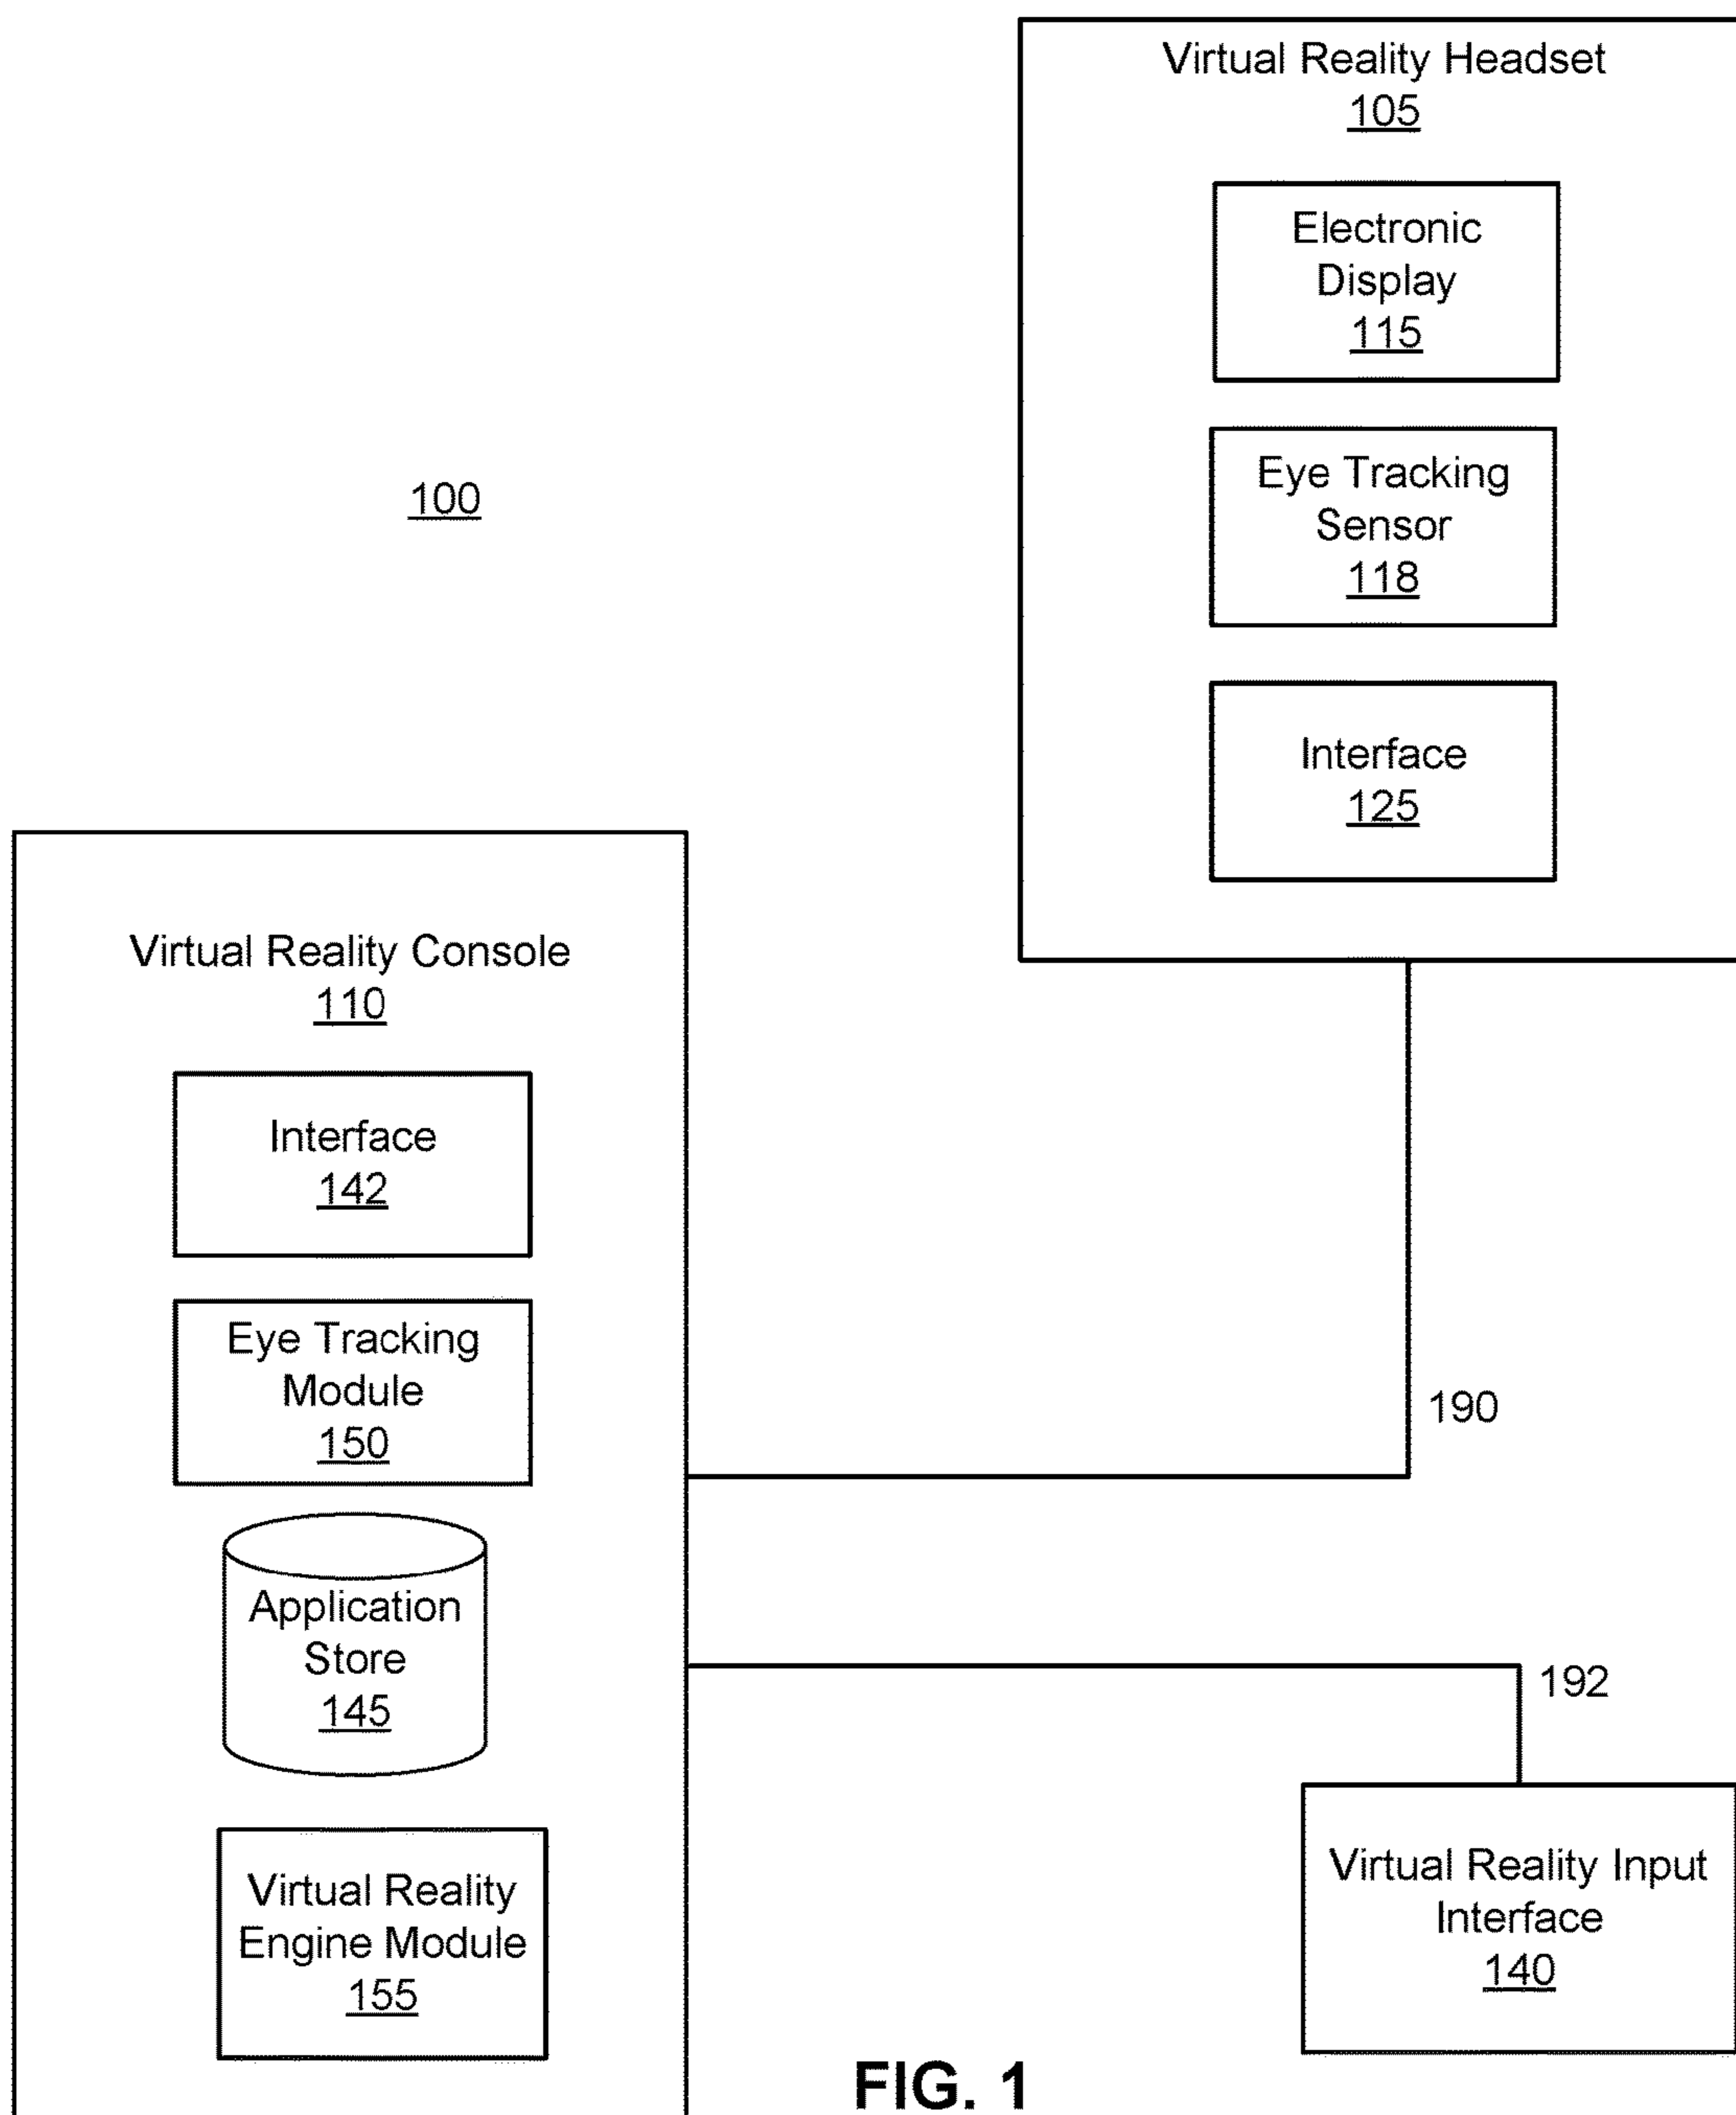 Virtual Reality Headset
105
Electronic
Display
115
Eye Tracking
Sensor
118
Interface
125
100
Virtual Reality Console
110
Interface
142
Eye Tracking
Module
150
Application
Store
145
Virtual Reality
Engine Module
155
190
192
Virtual Reality Input
Interface
140
FIG. 1